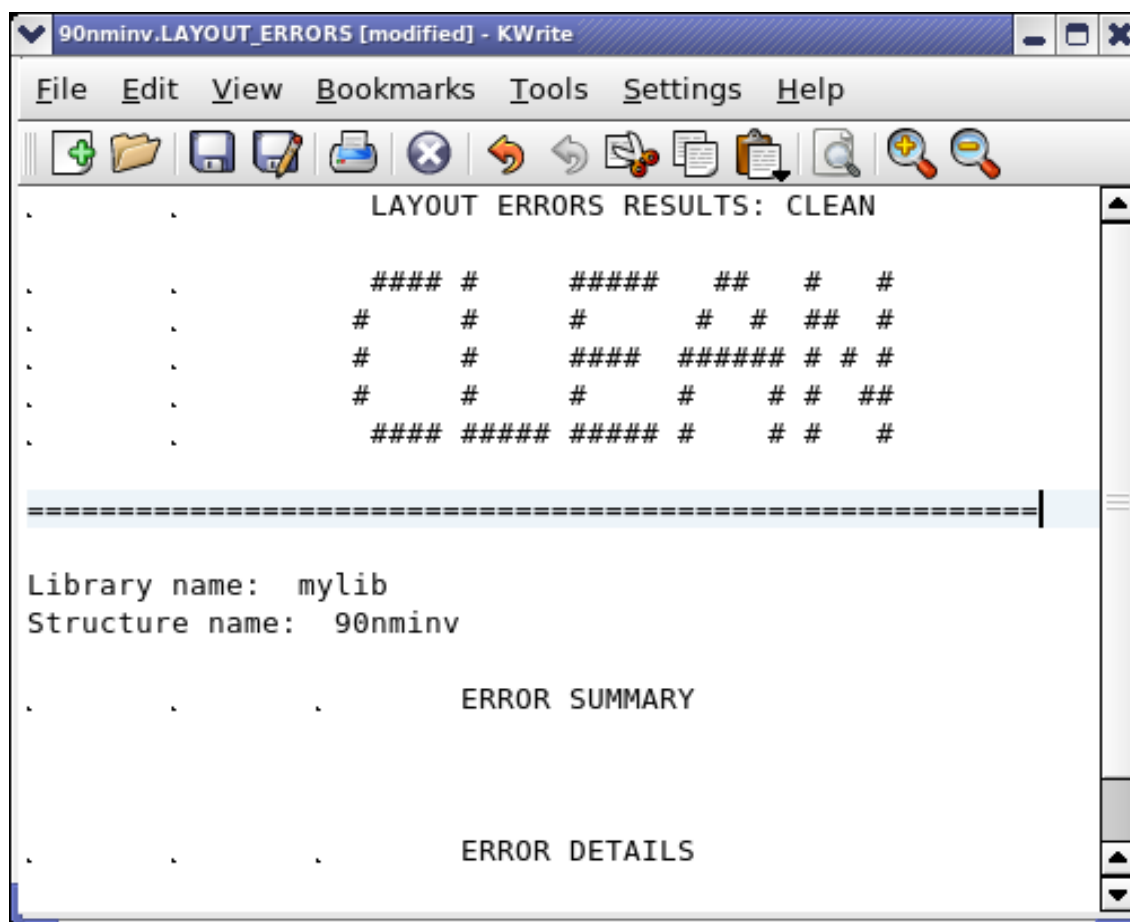 90nminv.LAYOUT_ERRORS [modified] - KWrite
File Edit View Bookmarks Tools Settings Help
. . LAYOUT ERRORS RESULTS: CLEAN
. . #### # ##### ## # #
. . # # # # # ## #
. . # # #### ###### # # #
. . # # # # # # ##
. . #### ##### ##### # # # #
========================================================
Library name: mylib
Structure name: 90nminv
. . . ERROR SUMMARY
. . . ERROR DETAILS